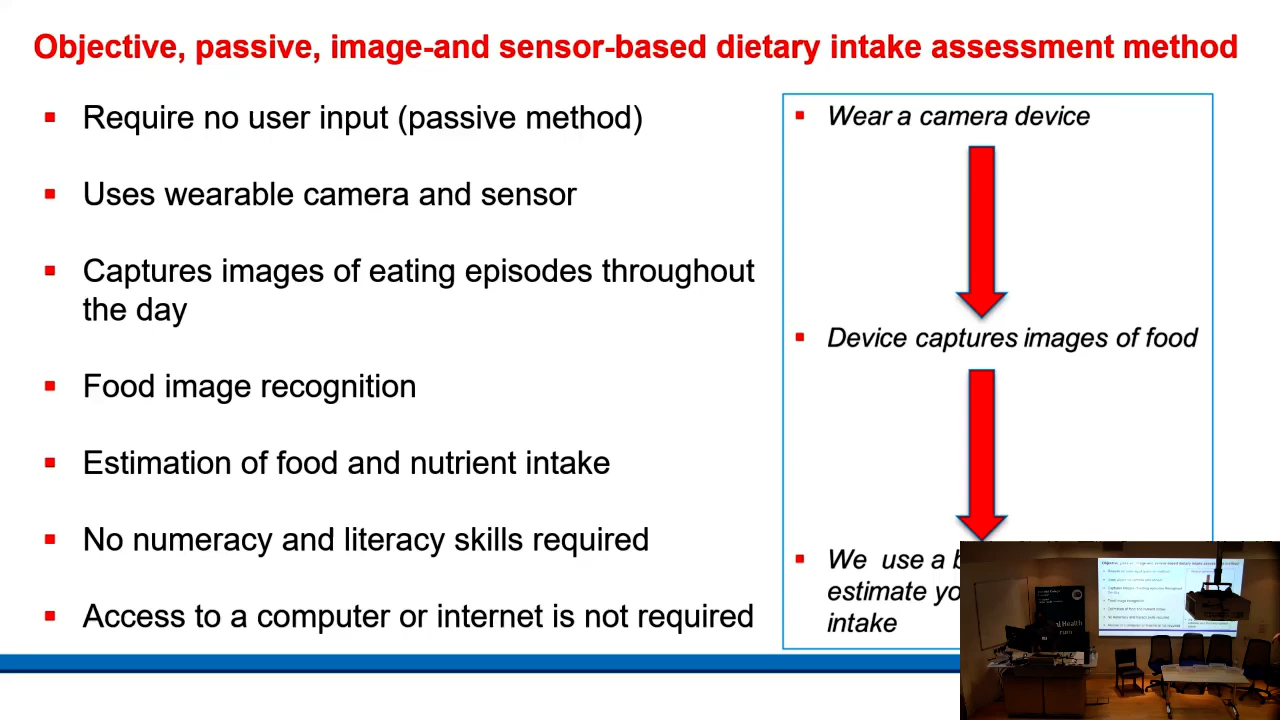 Objective, passive, image-and sensor-based dietary intake assessment method
Require no user input (passive method)
Uses wearable camera and sensor
Captures images of eating episodes throughout
the day
Food image recognition
Estimation of food and nutrient intake
No numeracy and literacy skills required
Access to a computer or internet is not required
Wear a camera device
Device captures images of food
We use a
estimate
intake